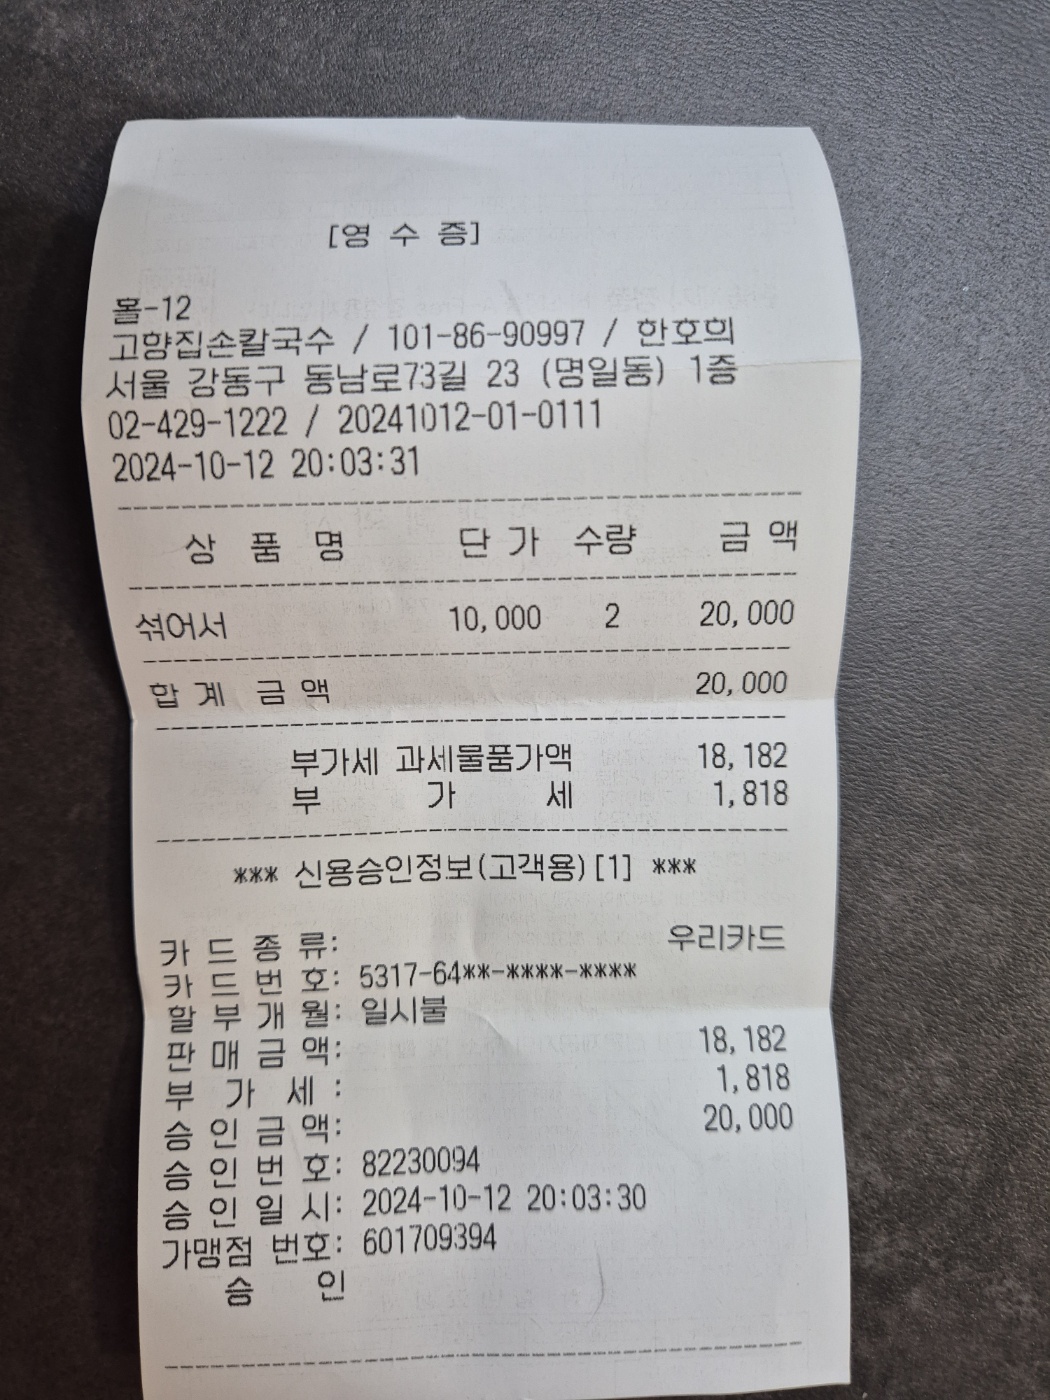 [영 수 증]
홀-12
고향집손칼국수 / 101-86-90997 / 한호희
서울 강동구 동남로73길 23 (명일동) 1층
02-429-1222 / 20241012-01-0111
2024-10-12 20:03:31
상 품 명 단 가 수량 금 액
섞어서 10,000 2 20,000
합 계 금 액 20,000
부가세 과세물품가액 18,182
부 가 세 1,818
*** 신용승인정보(고객용)[1] ***
카 드 종 류: 우리카드
카 드 번 호: 5317-64**-****-****
할 부 개 월: 일시불
판 매 금 액: 18,182
부 가 세 : 1,818
승 인 금 액: 20,000
승 인 번 호: 82230094
승 인 일 시: 2024-10-12 20:03:30
가맹점 번호: 601709394
승 인